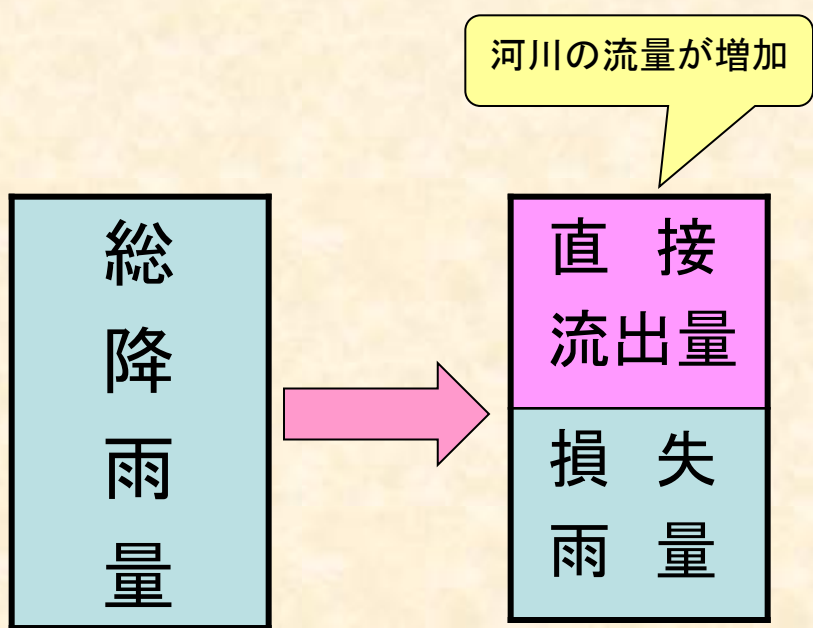 河川の流量が増加
総
降
雨
量
直 接
流出量
損 失
雨 量